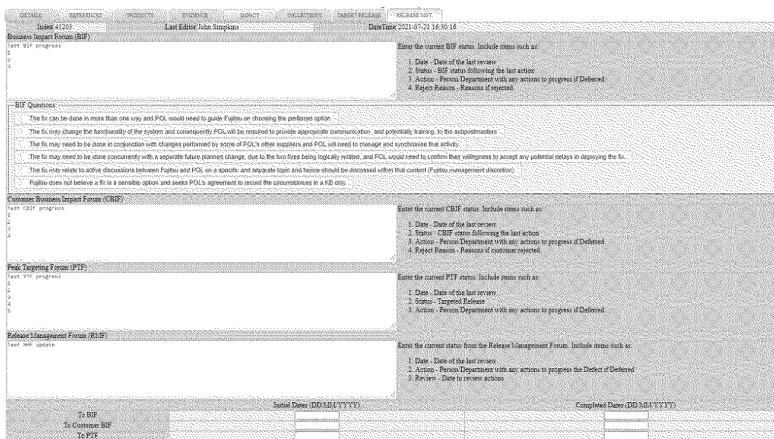 DETAILS REFERENCES PRODUCTS EVIDENCE IMPACT COLLECTIONS TARGET RELEASE RELEASE MGT.
Index 41203 Last Editor John Simpkins DateTime 2021-07-21 16:30:16
Business Impact Forum (BIF)
Test BIF progress
1
2
3
Enter the current BIF status. Include items such as:
1. Date - Date of the last review
2. Status - BIF status following the last action
3. Action - Person/Department with any actions to progress if Deferred
4. Reject Reason - Reasons if rejected.
BIF Questions
The fix can be done in more than one way and POL would need to guide Fujitsu on choosing the preferred option.
The fix may change the functionality of the system and consequently POL will be required to provide appropriate communication, and potentially training, to the subpostmasters.
The fix may need to be done in conjunction with changes performed by some of POL's other suppliers and POL will need to manage and synchronise that activity.
The fix may need to be done concurrently with a separate future planned change, due to the two fixes being logically related, and POL would need to confirm their willingness to accept any potential delays in deploying the fix.
The fix may relate to active discussions between Fujitsu and POL on a specific and separate topic and hence should be discussed within that context (Fujitsu management discretion).
Fujitsu does not believe a fix is a sensible option and seeks POL's agreement to record the circumstances in a KB only.
Customer Business Impact Forum (CBIF)
Test CBIF progress
1
2
3
4
Enter the current CBIF status. Include items such as:
1. Date - Date of the last review
2. Status - CBIF status following the last action
3. Action - Person/Department with any actions to progress if Deferred
4. Reject Reason - Reasons if customer rejected.
Peak Targeting Forum (PTF)
Test PTF progress
1
2
3
4
5
Enter the current PTF status. Include items such as:
1. Date - Date of the last review
2. Status - Targeted Release
3. Action - Person/Department with any actions to progress if Deferred
Release Management Forum (RMF)
Test RMF update
Enter the current status from the Release Management Forum. Include items such as:
1. Date - Date of the last review
2. Action - Person/Department with any actions to progress the Defect if Deferred
3. Review - Date to review actions
Initial Dates (DD/MM/YYYY) Completed Dates (DD/MM/YYYY)
To BIF
To Customer BIF
To PTF